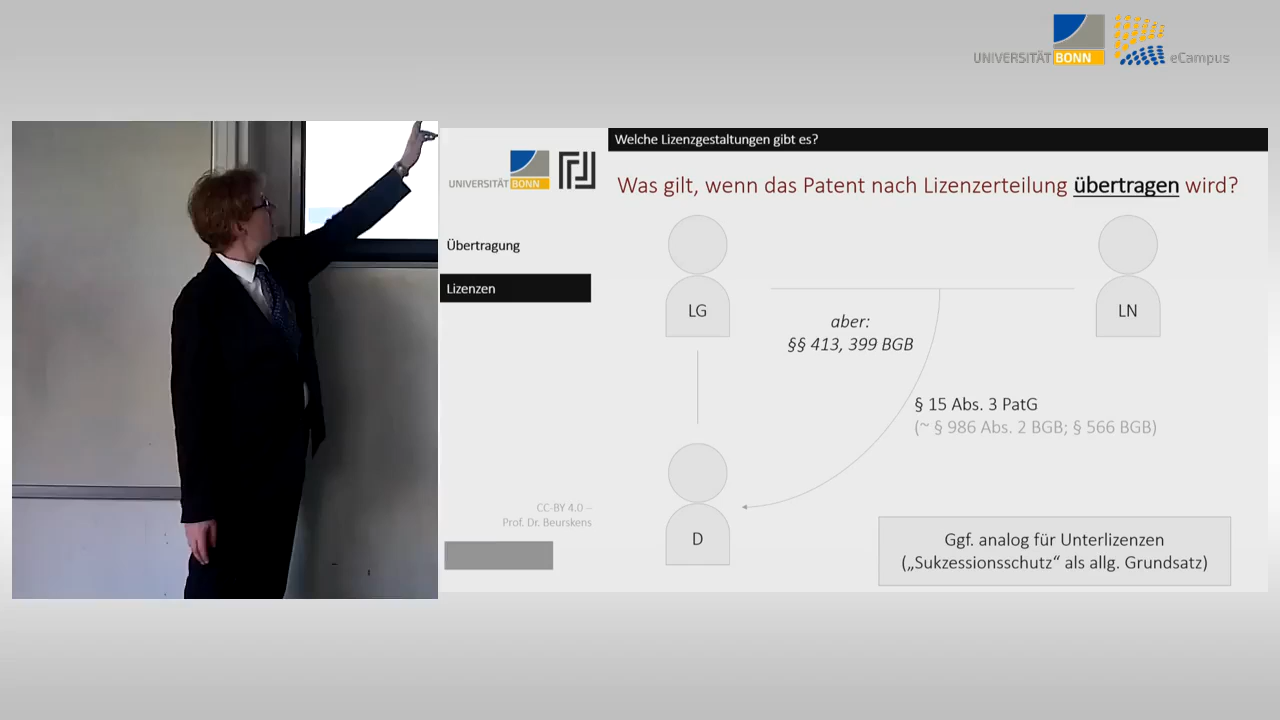 UNIVERSITÄT BONN
eCampus
Welche Lizenzgestaltungen gibt es?
UNIVERSITÄT BONN
Was gilt, wenn das Patent nach Lizenzerteilung übertragen wird?
Übertragung
Lizenzen
LG
LN
aber:
§§ 413, 399 BGB
§ 15 Abs. 3 PatG
(~ § 986 Abs. 2 BGB; § 566 BGB)
CC-BY 4.0 –
Prof. Dr. Beurskens
D
Ggf. analog für Unterlizenzen
(„Sukzessionsschutz“ als allg. Grundsatz)